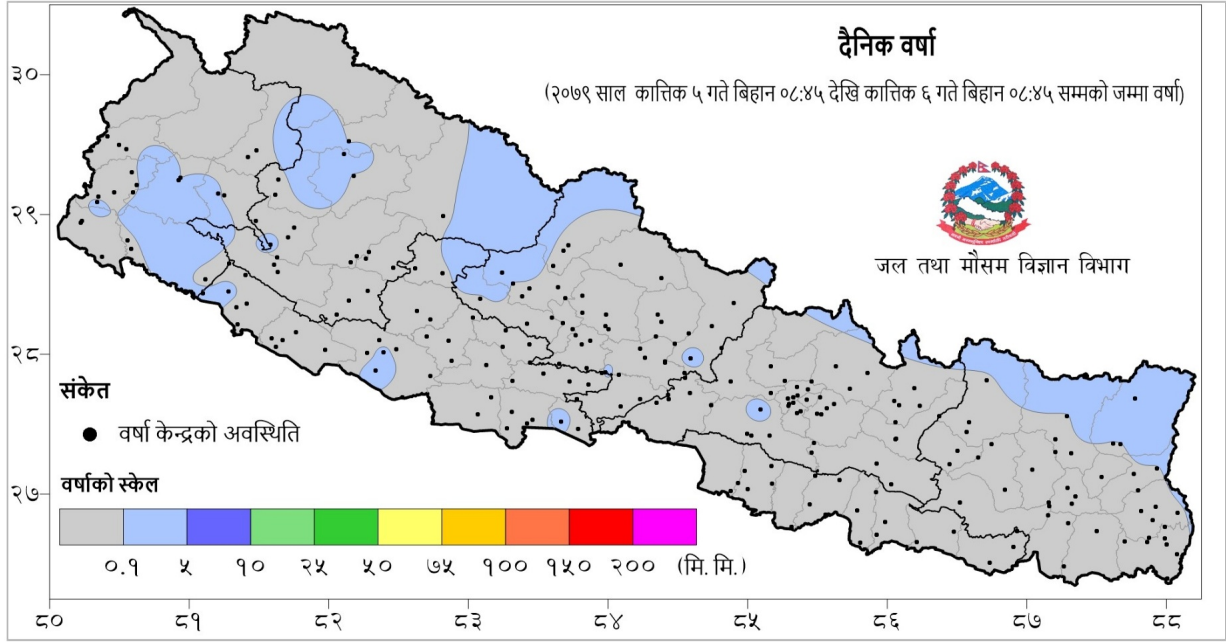 दैनिक वर्षा
(२०७९ साल कात्तिक ५ गते बिहान ०८:४५ देखि कात्तिक ६ गते बिहान ०८:४५ सम्मको जम्मा वर्षा)
जल तथा मौसम विज्ञान विभाग
३०
२९
२८
२७
संकेत
वर्षा केन्द्रको अवस्थिति
वर्षाको स्केल
०.१ ५ १० २५ ५० ७५ १०० १५० २०० (मि. मि.)
८० ८१ ८२ ८३ ८४ ८५ ८६ ८७ ८८